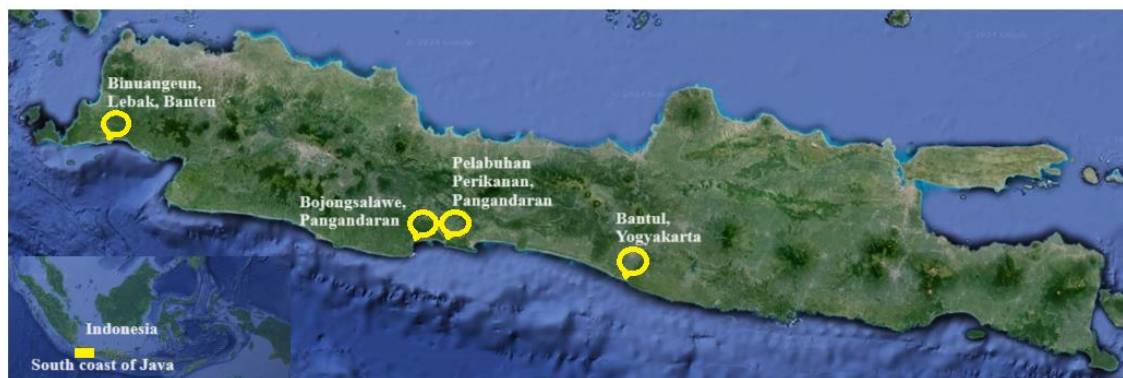 Binuangeun,
Lebak, Banten
Pelabuhan
Perikanan,
Pangandaran
Bojongsalawe,
Pangandaran
Bantul,
Yogyakarta
Indonesia
South coast of Java